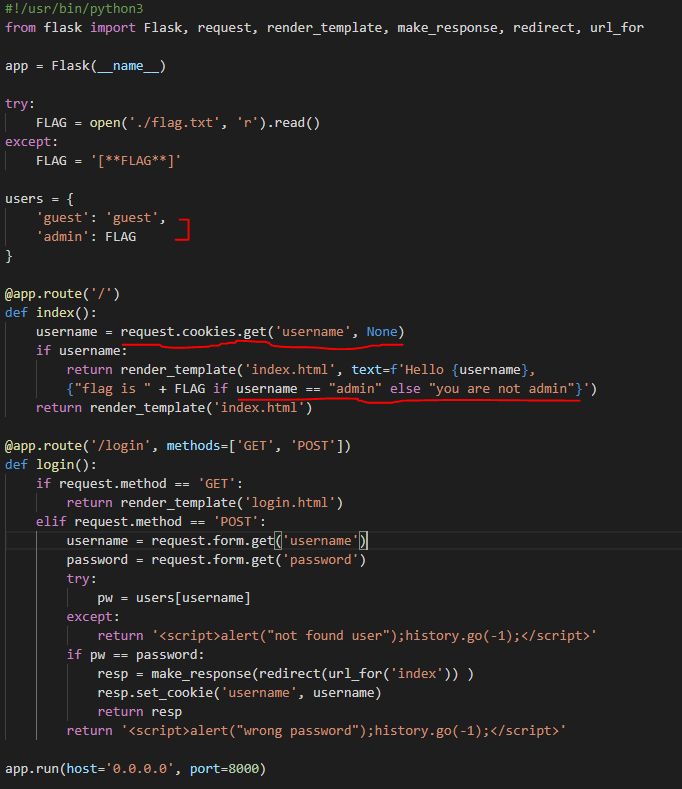 #!/usr/bin/python3
from flask import Flask, request, render_template, make_response, redirect, url_for
app = Flask(__name__)
try:
    FLAG = open('./flag.txt', 'r').read()
except:
    FLAG = '[**FLAG**]'
users = {
    'guest': 'guest',
    'admin': FLAG
}
@app.route('/')
def index():
    username = request.cookies.get('username', None)
    if username:
        return render_template('index.html', text=f'Hello {username},
        {"flag is " + FLAG if username == "admin" else "you are not admin"}')
    return render_template('index.html')
@app.route('/login', methods=['GET', 'POST'])
def login():
    if request.method == 'GET':
        return render_template('login.html')
    elif request.method == 'POST':
        username = request.form.get('username')
        password = request.form.get('password')
        try:
            pw = users[username]
        except:
            return '<script>alert("not found user");history.go(-1);</script>'
        if pw == password:
            resp = make_response(redirect(url_for('index')) )
            resp.set_cookie('username', username)
            return resp
        return '<script>alert("wrong password");history.go(-1);</script>'
app.run(host='0.0.0.0', port=8000)